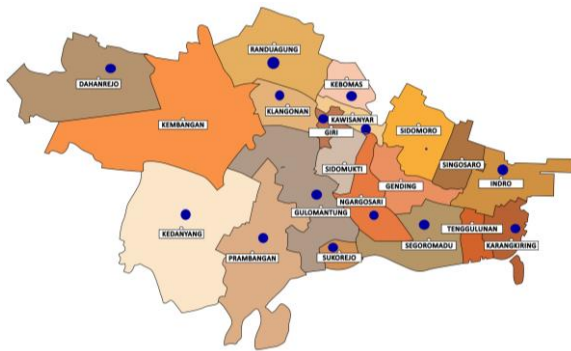 RANDUAGUNG
DAHANREJO
KEBOMAS
KLANGONAN
KAWISANYAR
KEMBANGAN
GIRI
SIDOMORO
SIDOMUKTI
SINGOSARO
GENDING
INDRO
NGARGOSARI
GULOMANTUNG
KEDANYANG
TENGGULUNAN
SEGOROMADU
KARANGKIRING
PRAMBANGAN
SUKOREJO